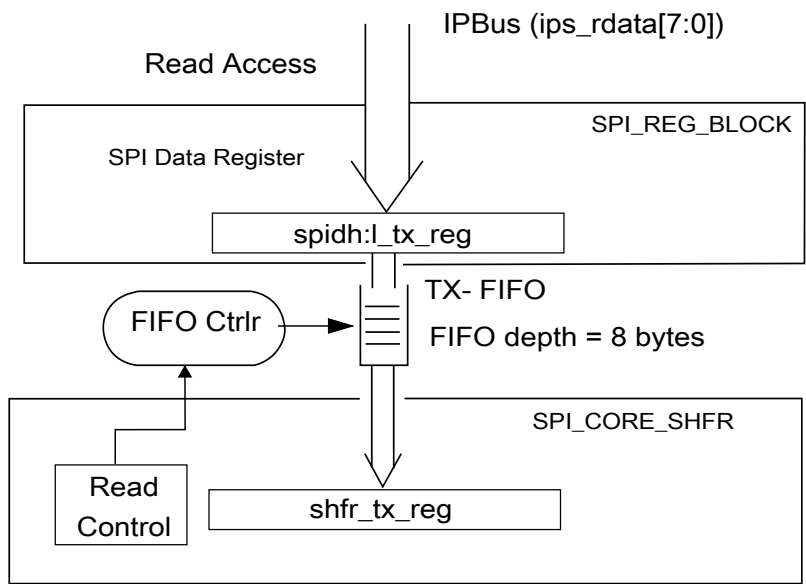 IPBus (ips_rdata[7:0])
Read Access
SPI_REG_BLOCK
SPI Data Register
spidh:l_tx_reg
TX- FIFO
FIFO Ctrlr
FIFO depth = 8 bytes
SPI_CORE_SHFR
Read
Control
shfr_tx_reg